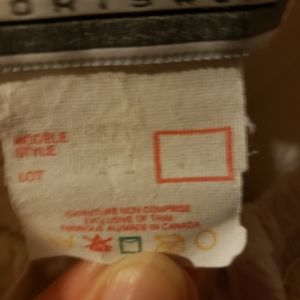 MODELE
STYLE
LOT
GARNITURE NON COMPRISE
EXCLUSIVE OF TRIM
FABRIQUE AU/MADE IN CANADA